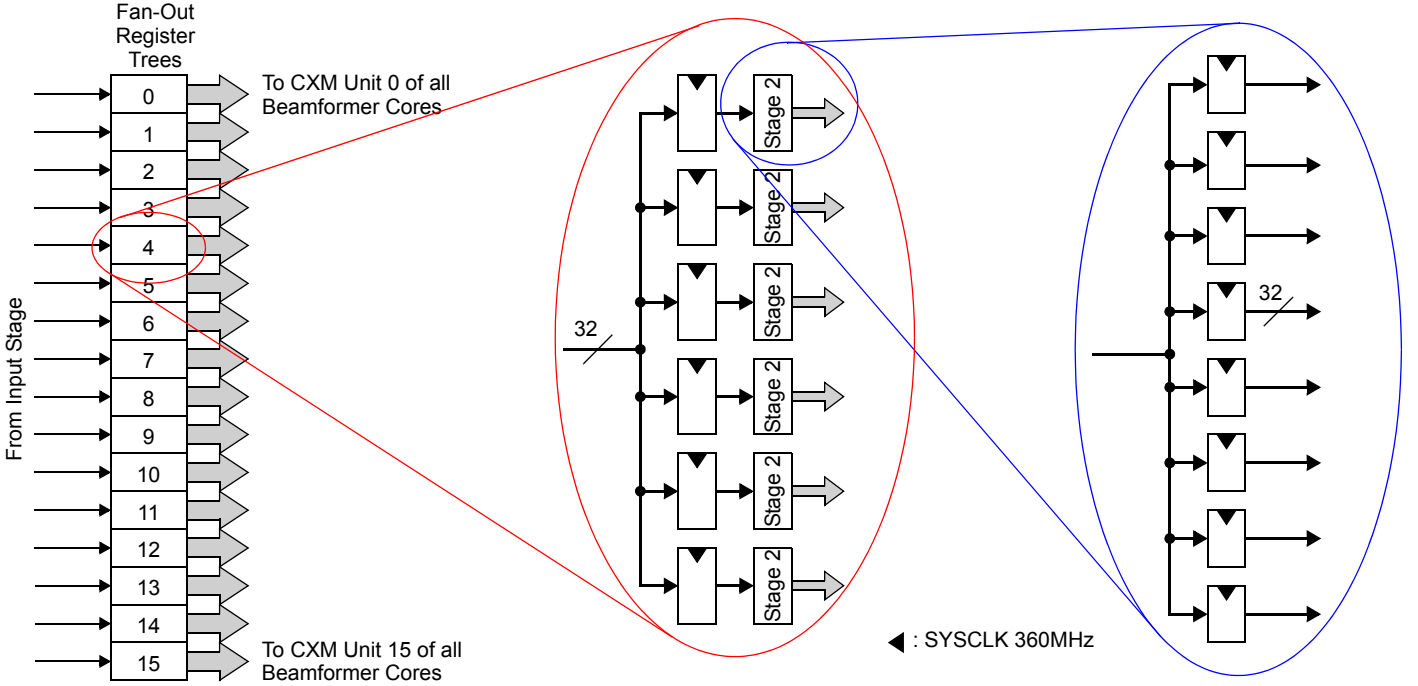 Fan-Out
Register
Trees
From Input Stage
0
1
2
3
4
5
6
7
8
9
10
11
12
13
14
15
To CXM Unit 0 of all
Beamformer Cores
To CXM Unit 15 of all
Beamformer Cores
32
Stage 2
Stage 2
Stage 2
Stage 2
Stage 2
Stage 2
32
: SYSCLK 360MHz